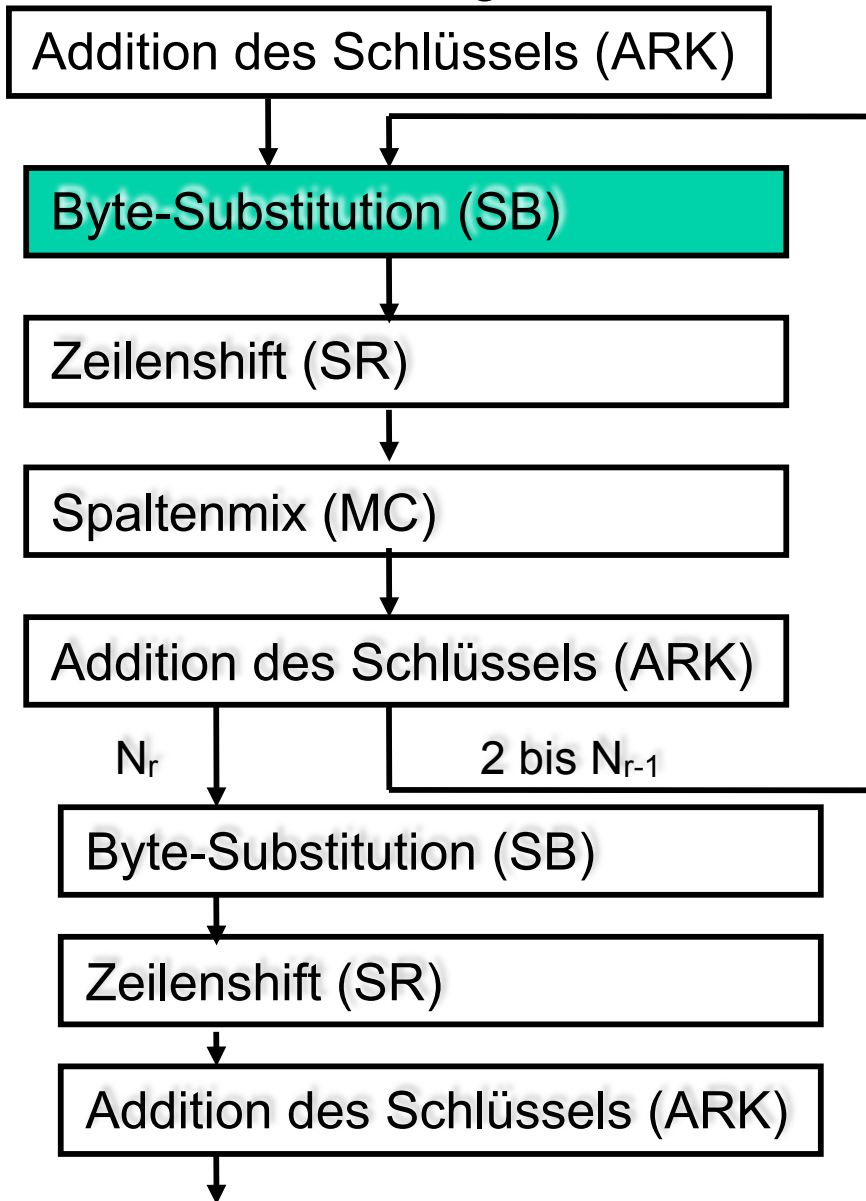 Addition des Schlüssels (ARK)
Byte-Substitution (SB)
Zeilenshift (SR)
Spaltenmix (MC)
Addition des Schlüssels (ARK)
Nr 2 bis Nr-1
Byte-Substitution (SB)
Zeilenshift (SR)
Addition des Schlüssels (ARK)